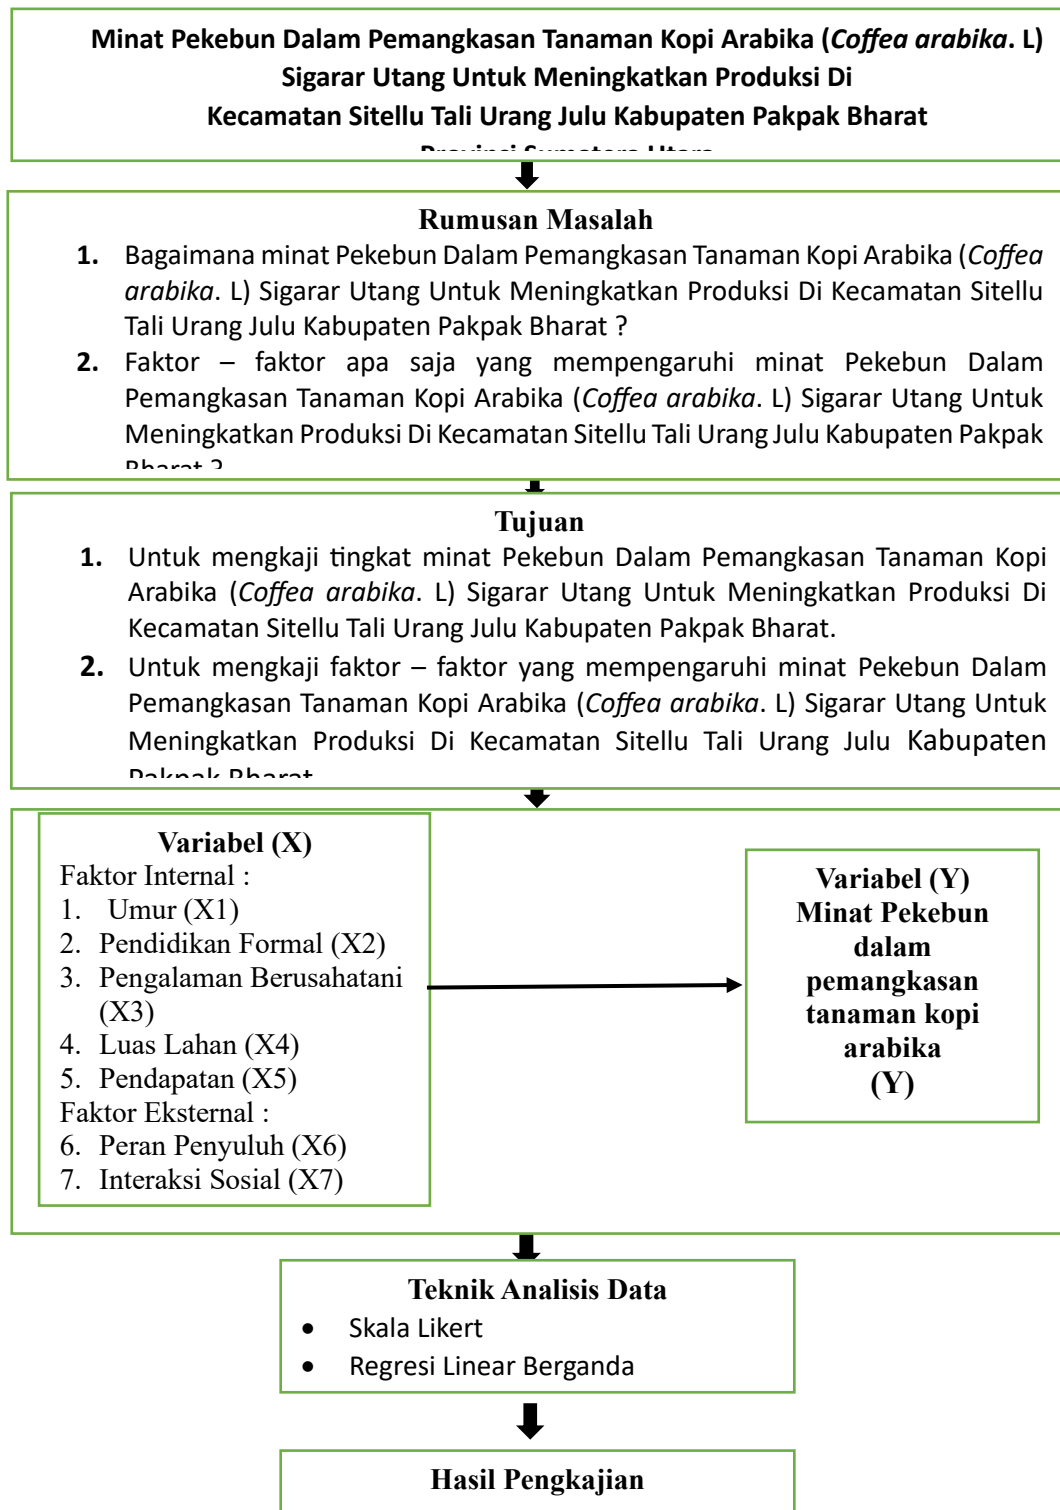 Minat Pekebun Dalam Pemangkasan Tanaman Kopi Arabika (Coffea arabika. L)
Sigarar Utang Untuk Meningkatkan Produksi Di
Kecamatan Sitellu Tali Urang Julu Kabupaten Pakpak Bharat
Provinsi Sumatera Utara
Rumusan Masalah
1. Bagaimana minat Pekebun Dalam Pemangkasan Tanaman Kopi Arabika (Coffea
arabika. L) Sigarar Utang Untuk Meningkatkan Produksi Di Kecamatan Sitellu
Tali Urang Julu Kabupaten Pakpak Bharat ?
2. Faktor – faktor apa saja yang mempengaruhi minat Pekebun Dalam
Pemangkasan Tanaman Kopi Arabika (Coffea arabika. L) Sigarar Utang Untuk
Meningkatkan Produksi Di Kecamatan Sitellu Tali Urang Julu Kabupaten Pakpak
Bharat ?
Tujuan
1. Untuk mengkaji tingkat minat Pekebun Dalam Pemangkasan Tanaman Kopi
Arabika (Coffea arabika. L) Sigarar Utang Untuk Meningkatkan Produksi Di
Kecamatan Sitellu Tali Urang Julu Kabupaten Pakpak Bharat.
2. Untuk mengkaji faktor – faktor yang mempengaruhi minat Pekebun Dalam
Pemangkasan Tanaman Kopi Arabika (Coffea arabika. L) Sigarar Utang Untuk
Meningkatkan Produksi Di Kecamatan Sitellu Tali Urang Julu Kabupaten
Pakpak Bharat
Variabel (X)
Faktor Internal :
1. Umur (X1)
2. Pendidikan Formal (X2)
3. Pengalaman Berusahatani
(X3)
4. Luas Lahan (X4)
5. Pendapatan (X5)
Faktor Eksternal :
6. Peran Penyuluh (X6)
7. Interaksi Sosial (X7)
Variabel (Y)
Minat Pekebun
dalam
pemangkasan
tanaman kopi
arabika
(Y)
Teknik Analisis Data
• Skala Likert
• Regresi Linear Berganda
Hasil Pengkajian